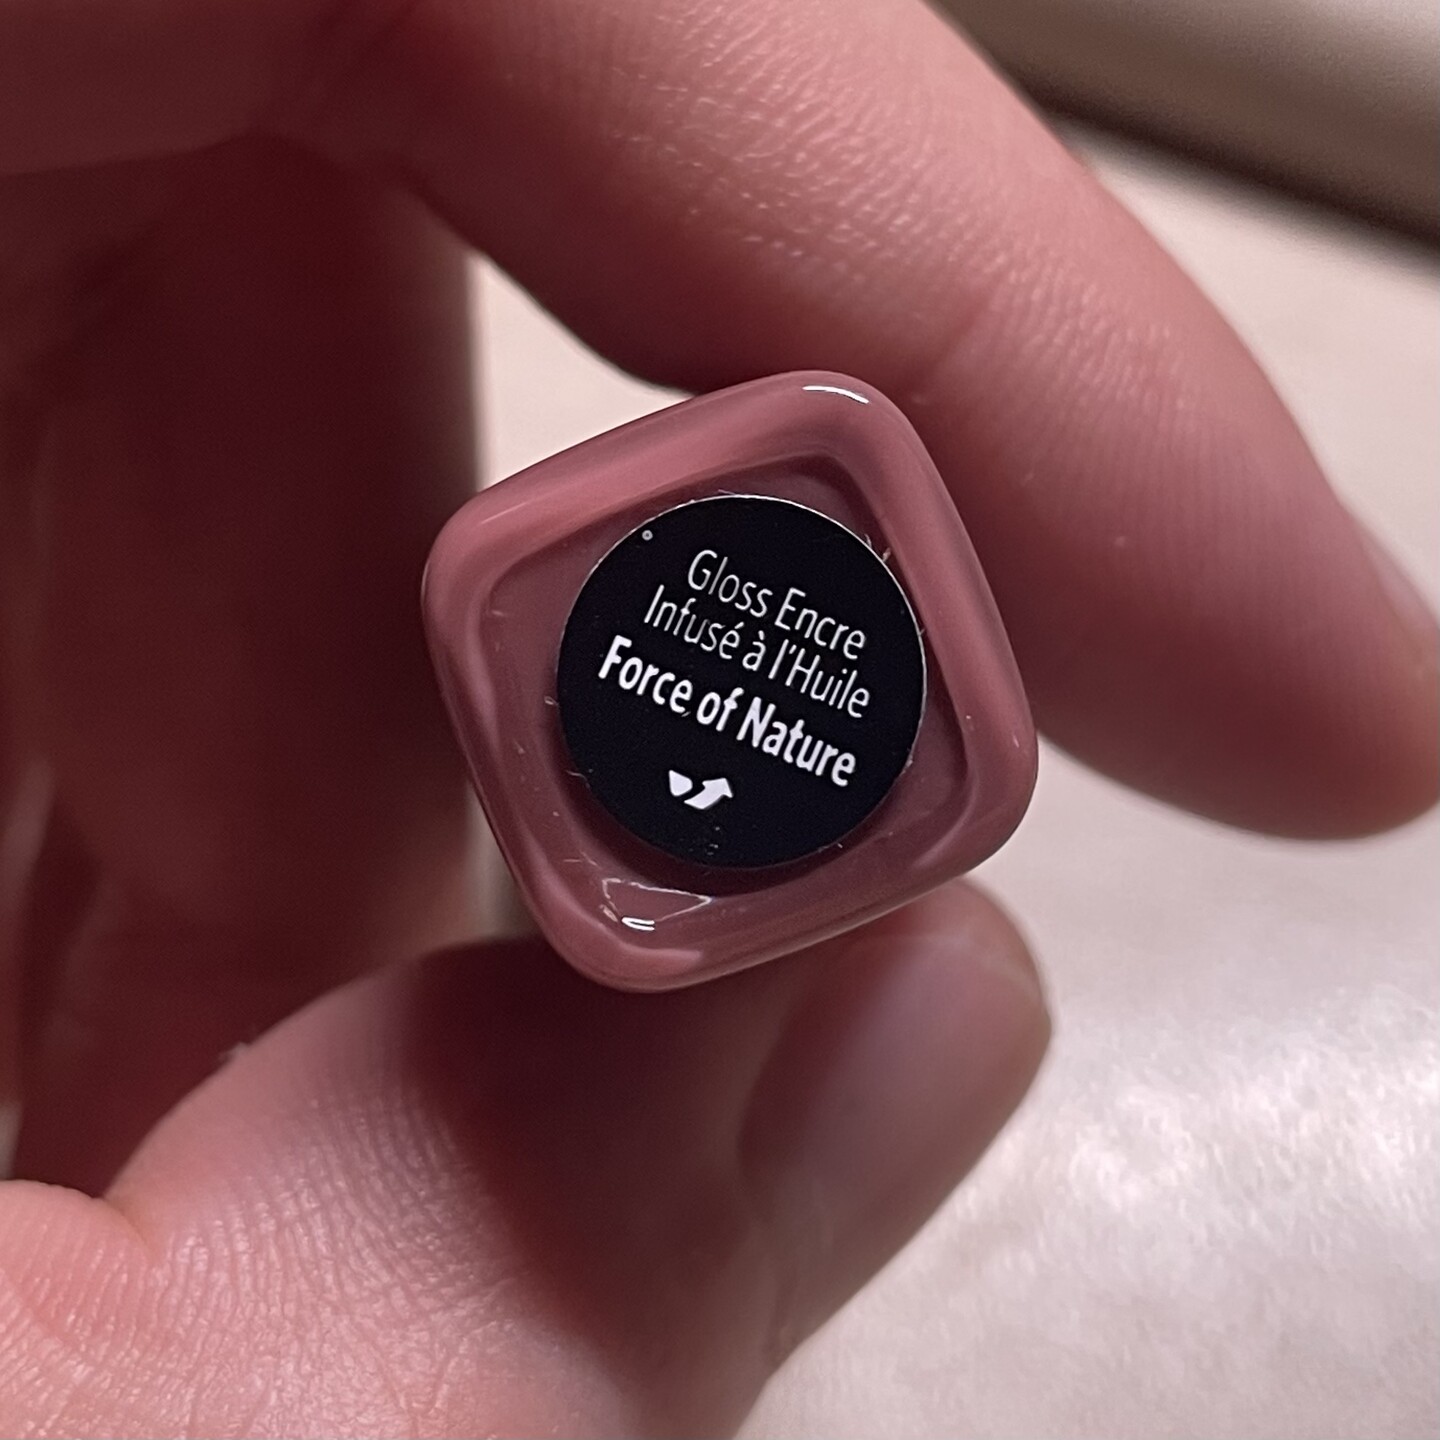 Gloss Encre
Infusé à l'Huile
Force of Nature